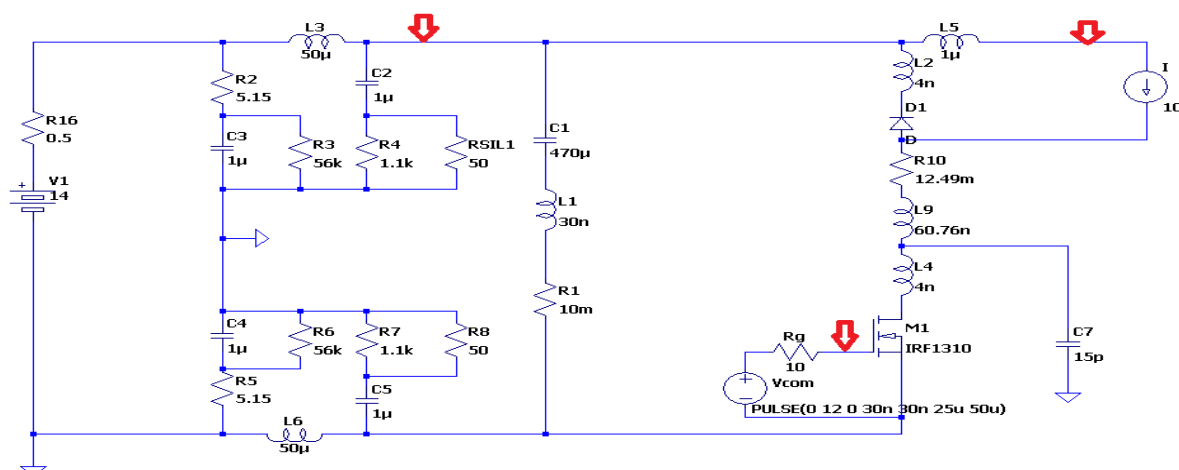 L3
50µ
R2
5.15
C2
1µ
R16
0.5
C3
1µ
R3
56k
R4
1.1k
RSIL1
50
C1
470µ
V1
14
L1
30n
R1
10m
L5
1µ
L2
4n
I
10
D1
D
R10
12.49m
L9
60.76n
L4
4n
C4
1µ
R6
56k
R7
1.1k
R8
50
R5
5.15
C5
1µ
L6
50µ
Rg
10
M1
IRF1310
C7
15p
Vcom
PULSE(0 12 0 30n 30n 25u 50u)